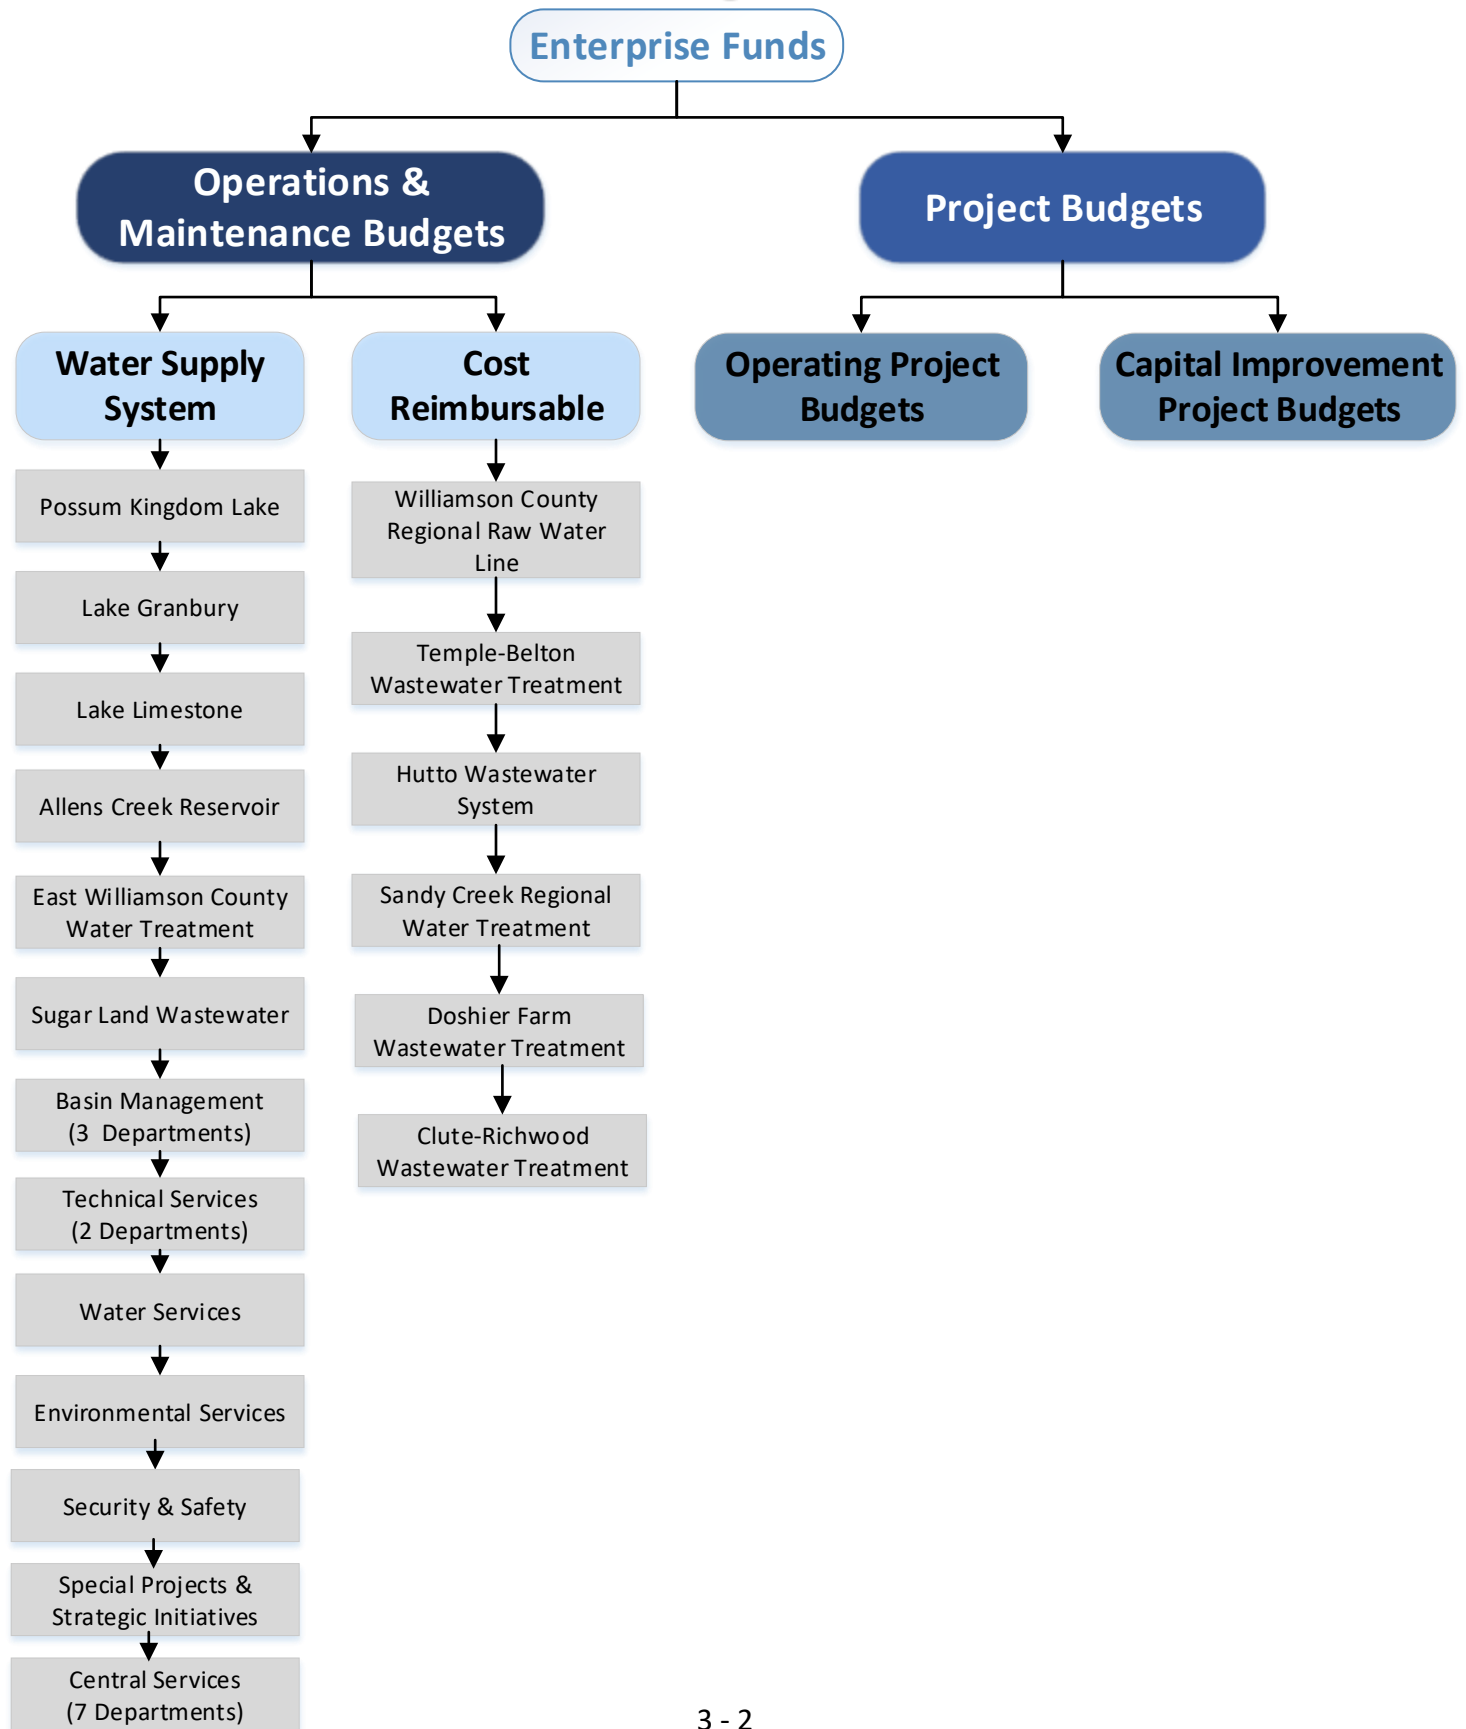 Enterprise Funds
Operations &
Maintenance Budgets
Project Budgets
Water Supply
System
Cost
Reimbursable
Operating Project
Budgets
Capital Improvement
Project Budgets
Possum Kingdom Lake
Lake Granbury
Lake Limestone
Allens Creek Reservoir
East Williamson County
Water Treatment
Sugar Land Wastewater
Basin Management
(3 Departments)
Technical Services
(2 Departments)
Water Services
Environmental Services
Security & Safety
Special Projects &
Strategic Initiatives
Central Services
(7 Departments)
Williamson County
Regional Raw Water
Line
Temple-Belton
Wastewater Treatment
Hutto Wastewater
System
Sandy Creek Regional
Water Treatment
Doshier Farm
Wastewater Treatment
Clute-Richwood
Wastewater Treatment
3 - 2